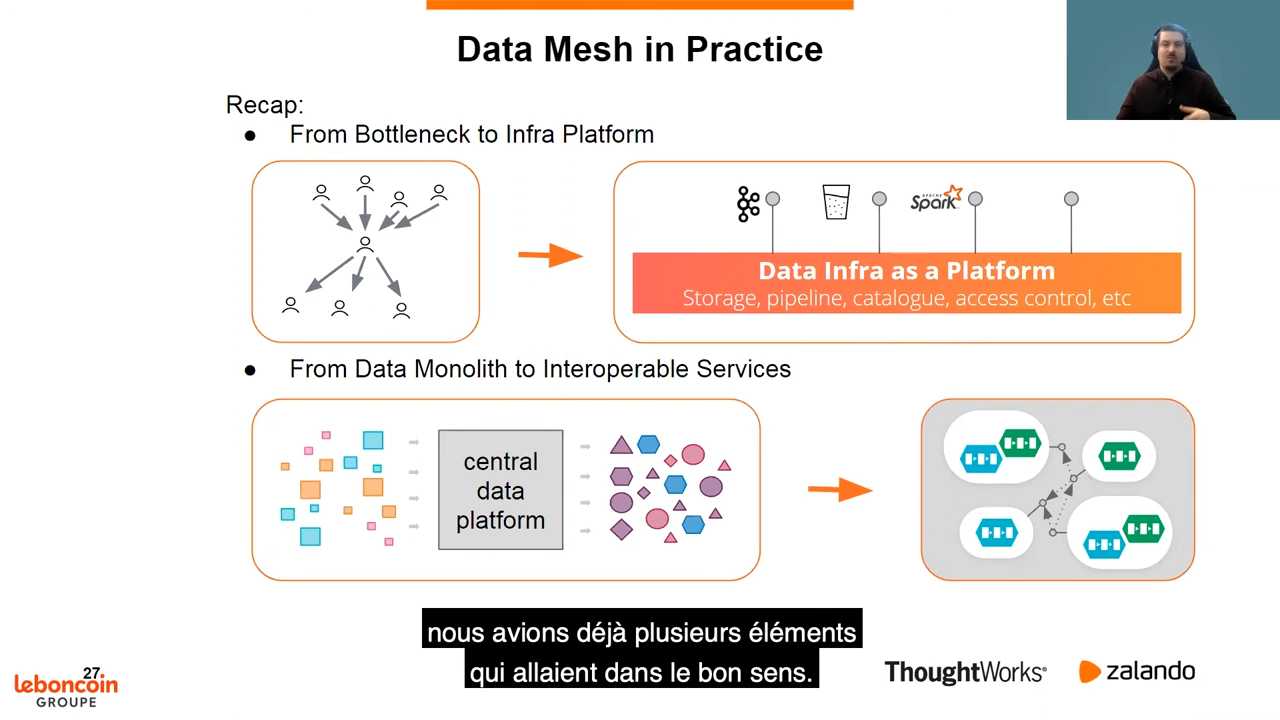 Data Mesh in Practice
Recap:
● From Bottleneck to Infra Platform
APACHE
Spark
Data Infra as a Platform
Storage, pipeline, catalogue, access control, etc
● From Data Monolith to Interoperable Services
central
data
platform
nous avions déjà plusieurs éléments
qui allaient dans le bon sens.
27
leboncoin
GROUPE
ThoughtWorks®
zalando